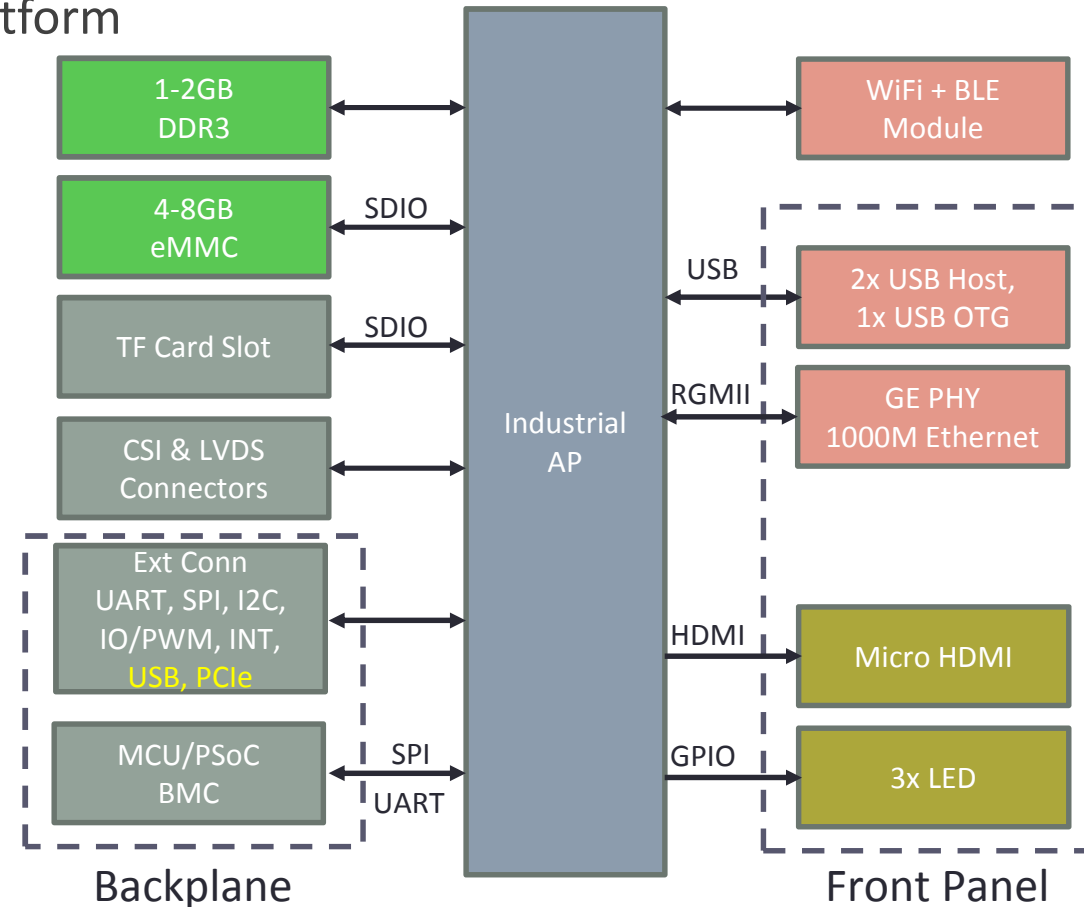 tform
1-2GB
DDR3
4-8GB
eMMC
SDIO
TF Card Slot
SDIO
CSI & LVDS
Connectors
Ext Conn
UART, SPI, I2C,
IO/PWM, INT,
USB, PCIe
MCU/PSoC
BMC
SPI
UART
Backplane
Industrial
AP
WiFi + BLE
Module
USB
2x USB Host,
1x USB OTG
RGMII
GE PHY
1000M Ethernet
HDMI
Micro HDMI
GPIO
3x LED
Front Panel